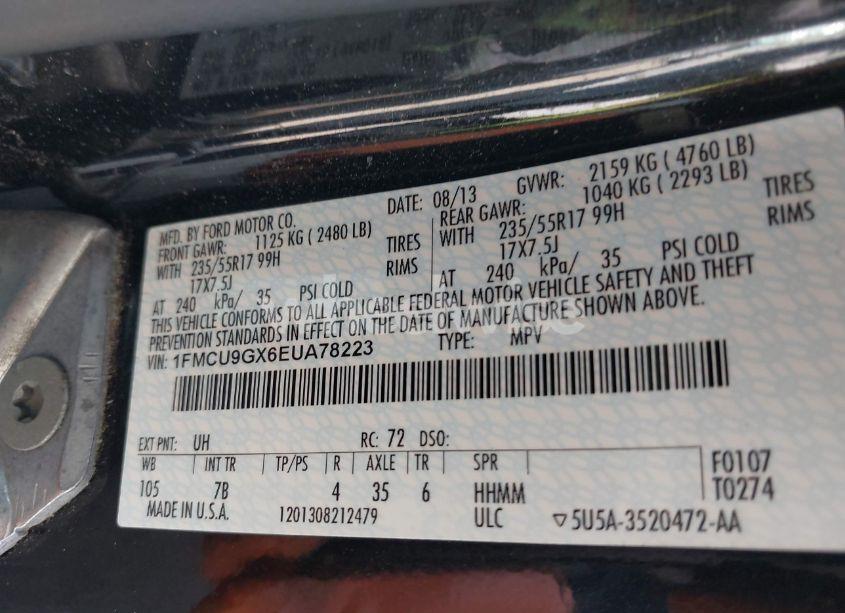 MFD. BY FORD MOTOR CO.
DATE: 08/13 GVWR: 2159 KG ( 4760 LB)
FRONT GAWR: 1125 KG ( 2480 LB)
REAR GAWR: 1040 KG ( 2293 LB)
WITH 235/55R17 99H TIRES
WITH 235/55R17 99H TIRES
17X7.5J RIMS
17X7.5J RIMS
AT 240 kPa/ 35 PSI COLD
AT 240 kPa/ 35 PSI COLD
THIS VEHICLE CONFORMS TO ALL APPLICABLE FEDERAL MOTOR VEHICLE SAFETY AND THEFT
PREVENTION STANDARDS IN EFFECT ON THE DATE OF MANUFACTURE SHOWN ABOVE.
VIN: 1FMCU9GX6EUA78223 TYPE: MPV
EXT PNT: UH RC: 72 DSO:
WB INT TR TP/PS R AXLE TR SPR F0107
105 7B 4 35 6 HHMM T0274
MADE IN U.S.A. 1201308212479 ULC ▽5U5A-3520472-AA